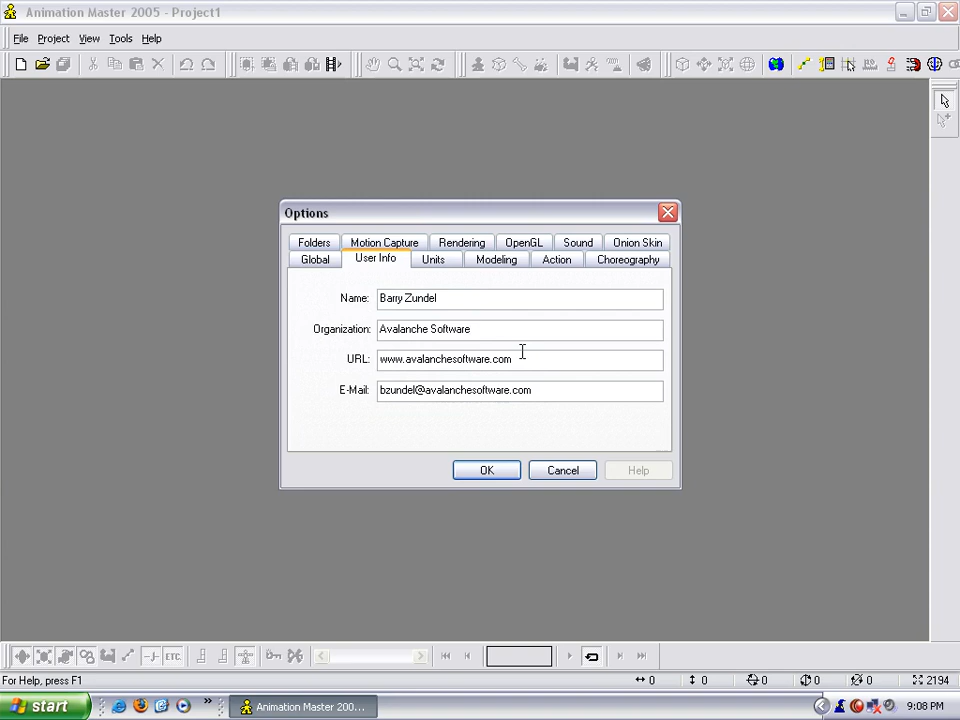 Animation Master 2005 - Project1
File Project View Tools Help
Options
Folders Motion Capture Rendering OpenGL Sound Onion Skin
Global User Info Units Modeling Action Choreography
Name: Barry Zundel
Organization: Avalanche Software
URL: www.avalanchesoftware.com
E-Mail: bzundel@avalanchesoftware.com
OK Cancel Help
ETC.
For Help, press F1 0 0 0 0 0 2194
start Animation Master 200... 9:08 PM